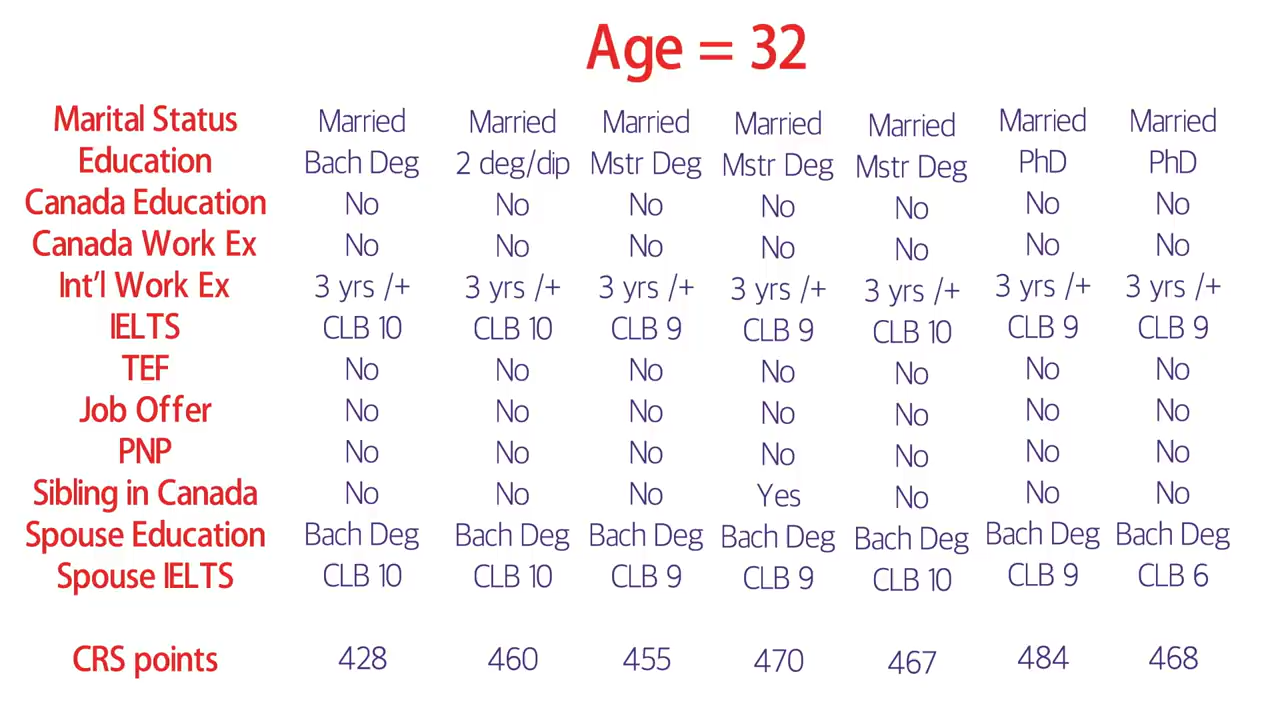 Age = 32
Marital Status Married Married Married Married Married Married Married
Education Bach Deg 2 deg/dip Mstr Deg Mstr Deg Mstr Deg PhD PhD
Canada Education No No No No No No No
Canada Work Ex No No No No No No No
Int'l Work Ex 3 yrs /+ 3 yrs /+ 3 yrs /+ 3 yrs /+ 3 yrs /+ 3 yrs /+ 3 yrs /+
IELTS CLB 10 CLB 10 CLB 9 CLB 9 CLB 10 CLB 9 CLB 9
TEF No No No No No No No
Job Offer No No No No No No No
PNP No No No No No No No
Sibling in Canada No No No Yes No No No
Spouse Education Bach Deg Bach Deg Bach Deg Bach Deg Bach Deg Bach Deg Bach Deg
Spouse IELTS CLB 10 CLB 10 CLB 9 CLB 9 CLB 10 CLB 9 CLB 6
CRS points 428 460 455 470 467 484 468